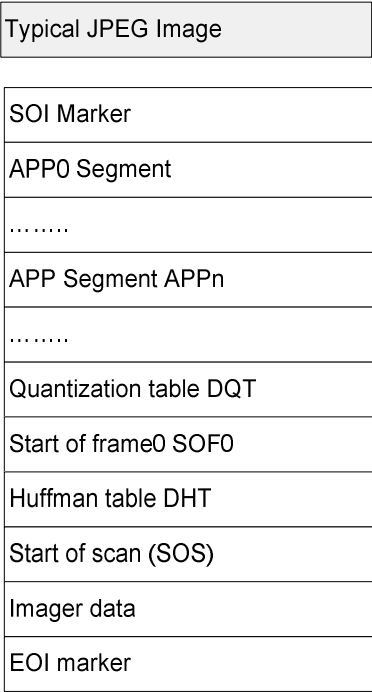 Typical JPEG Image
SOI Marker
APP0 Segment
……..
APP Segment APPn
……..
Quantization table DQT
Start of frame0 SOF0
Huffman table DHT
Start of scan (SOS)
Imager data
EOI marker